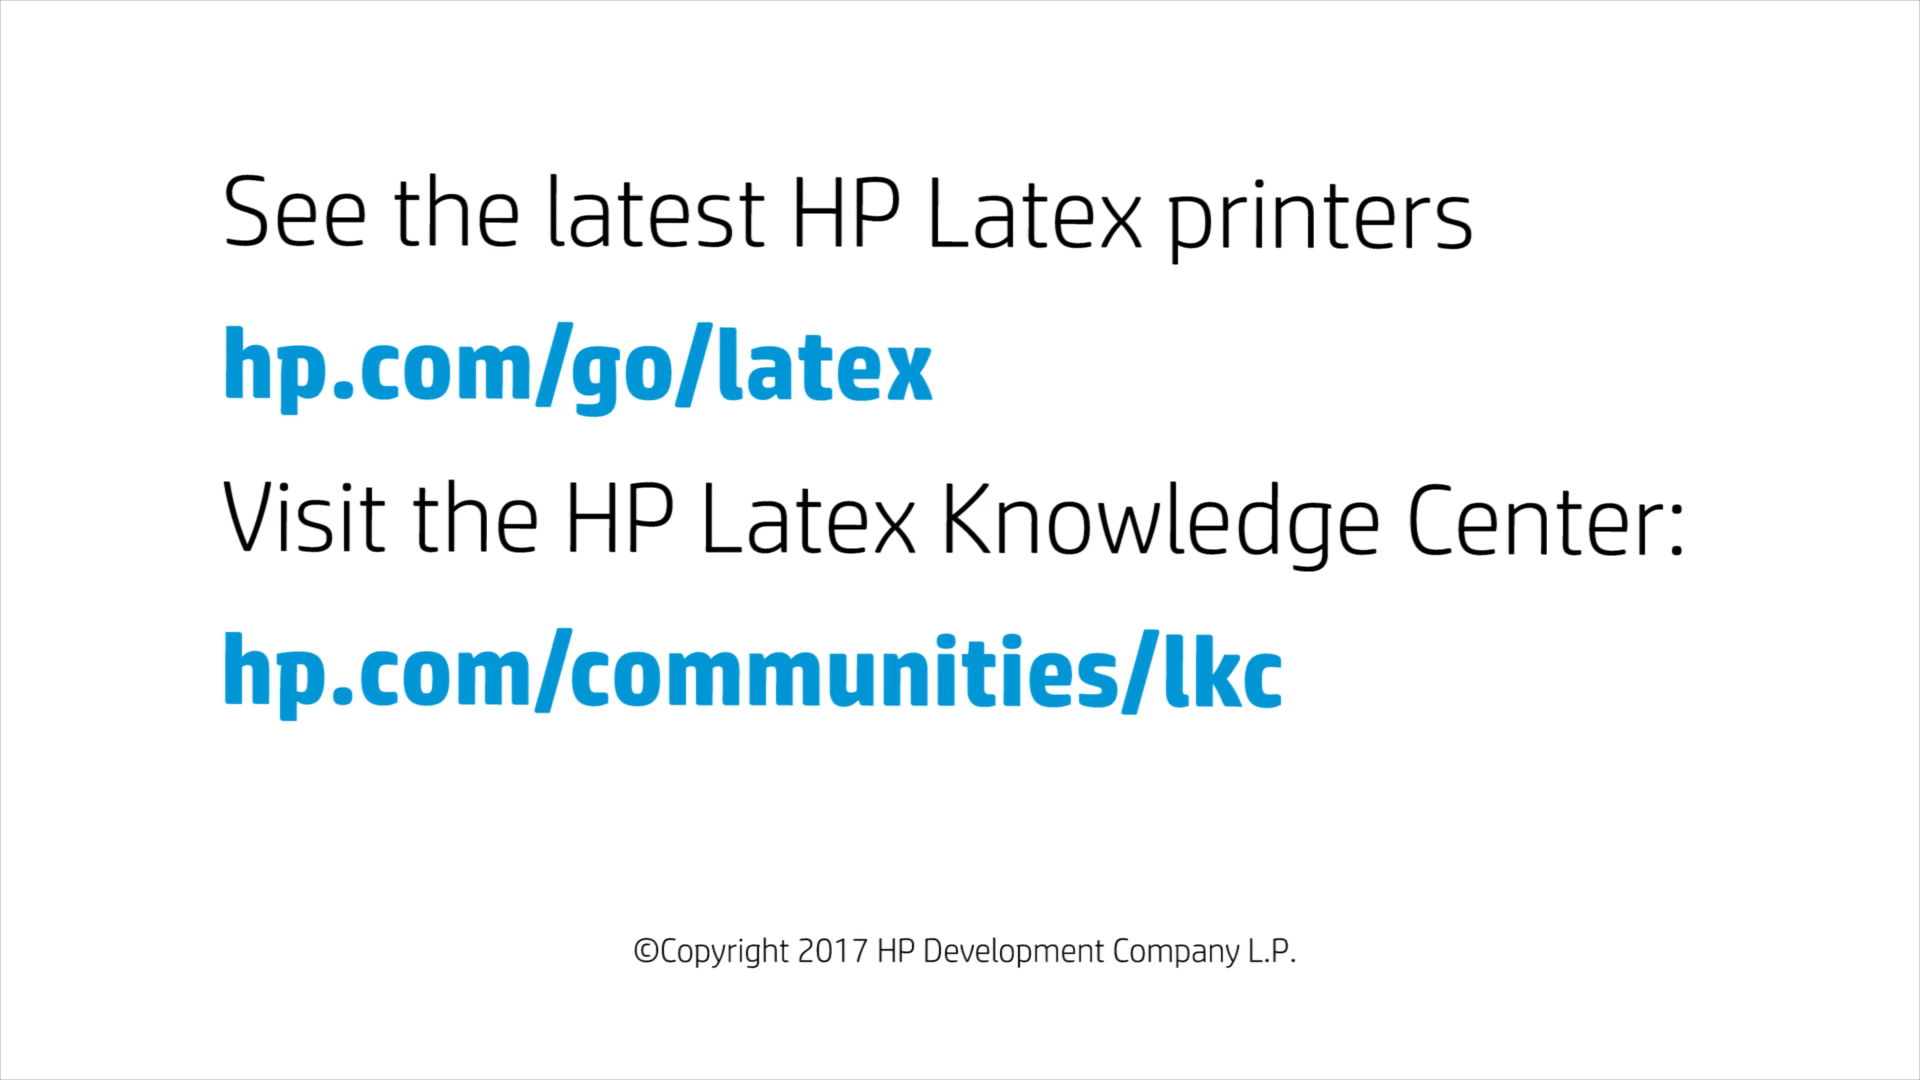 See the latest HP Latex printers
hp.com/go/latex
Visit the HP Latex Knowledge Center:
hp.com/communities/lkc
©Copyright 2017 HP Development Company L.P.